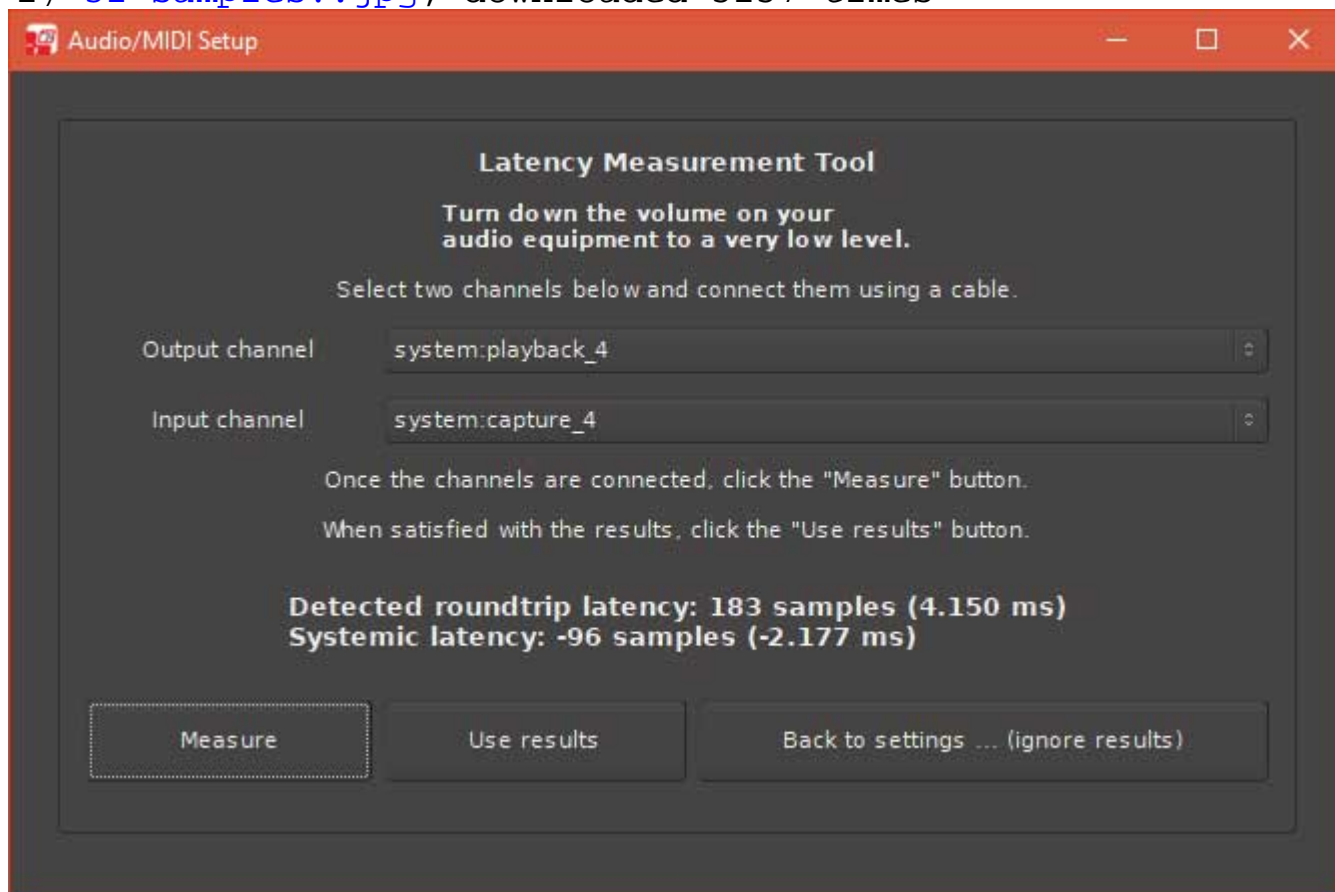 Audio/MIDI Setup
Latency Measurement Tool
Turn down the volume on your
audio equipment to a very low level.
Select two channels below and connect them using a cable.
Output channel system:playback_4
Input channel system:capture_4
Once the channels are connected, click the "Measure" button.
When satisfied with the results, click the "Use results" button.
Detected roundtrip latency: 183 samples (4.150 ms)
Systemic latency: -96 samples (-2.177 ms)
Measure Use results Back to settings ... (ignore results)